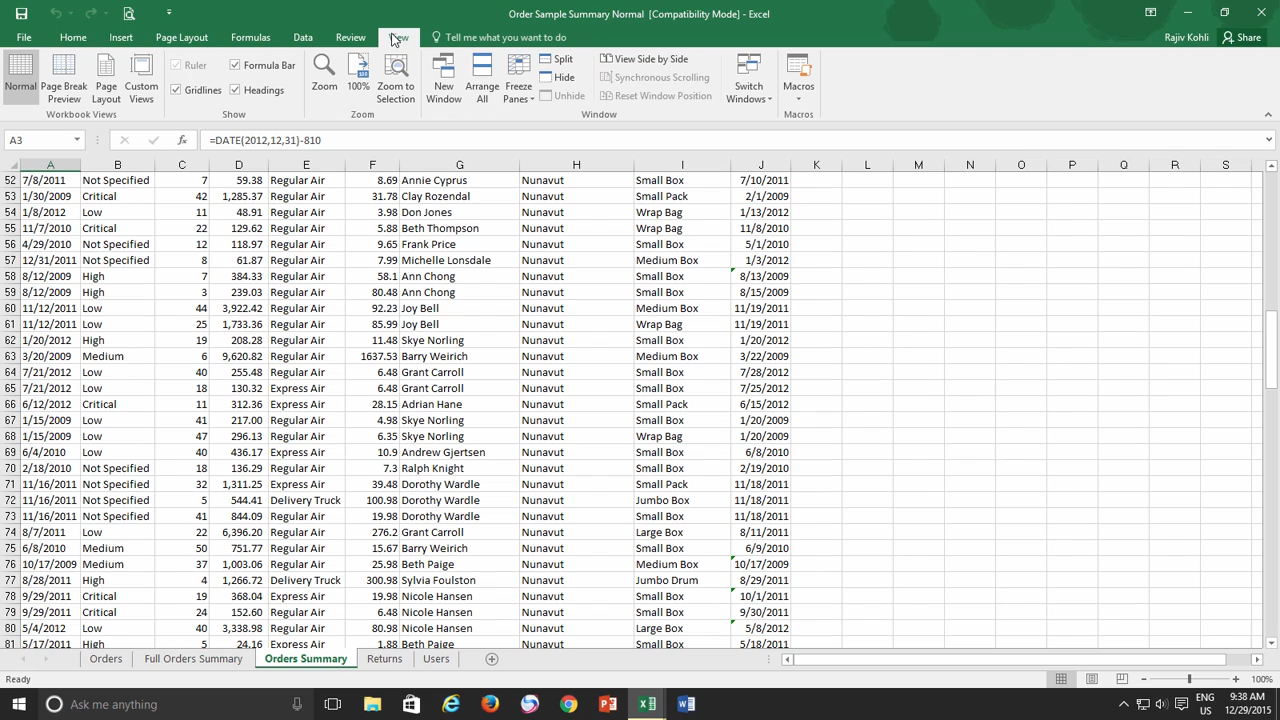 Order Sample Summary Normal [Compatibility Mode] - Excel
File Home Insert Page Layout Formulas Data Review View Tell me what you want to do Rajiv Kohli Share
Normal Page Break Preview Page Layout Custom Views Ruler Formula Bar Gridlines Headings Zoom 100% Zoom to Selection New Window Arrange All Freeze Panes Split Hide Unhide View Side by Side Synchronous Scrolling Reset Window Position Switch Windows Macros
Workbook Views Show Zoom Window Macros
A3 fx =DATE(2012,12,31)-810
A B C D E F G H I J K L M N O P Q R S
52 7/8/2011 Not Specified 7 59.38 Regular Air 8.69 Annie Cyprus Nunavut Small Box 7/10/2011
53 1/30/2009 Critical 42 1,285.37 Regular Air 31.78 Clay Rozendal Nunavut Small Pack 2/1/2009
54 1/8/2012 Low 11 48.91 Regular Air 3.98 Don Jones Nunavut Wrap Bag 1/13/2012
55 11/7/2010 Critical 22 129.62 Regular Air 5.88 Beth Thompson Nunavut Wrap Bag 11/8/2010
56 4/29/2010 Not Specified 12 118.97 Regular Air 9.65 Frank Price Nunavut Small Box 5/1/2010
57 12/31/2011 Not Specified 8 61.87 Regular Air 7.99 Michelle Lonsdale Nunavut Medium Box 1/3/2012
58 8/12/2009 High 7 384.33 Regular Air 58.1 Ann Chong Nunavut Small Box 8/13/2009
59 8/12/2009 High 3 239.03 Regular Air 80.48 Ann Chong Nunavut Small Box 8/15/2009
60 11/12/2011 Low 44 3,922.42 Regular Air 92.23 Joy Bell Nunavut Medium Box 11/19/2011
61 11/12/2011 Low 25 1,733.36 Regular Air 85.99 Joy Bell Nunavut Wrap Bag 11/19/2011
62 1/20/2012 High 19 208.28 Regular Air 11.48 Skye Norling Nunavut Small Box 1/20/2012
63 3/20/2009 Medium 6 9,620.82 Regular Air 1637.53 Barry Weirich Nunavut Medium Box 3/22/2009
64 7/21/2012 Low 40 255.48 Regular Air 6.48 Grant Carroll Nunavut Small Box 7/28/2012
65 7/21/2012 Low 18 130.32 Express Air 6.48 Grant Carroll Nunavut Small Box 7/25/2012
66 6/12/2012 Critical 11 312.36 Express Air 28.15 Adrian Hane Nunavut Small Pack 6/15/2012
67 1/15/2009 Low 41 217.00 Regular Air 4.98 Skye Norling Nunavut Small Box 1/20/2009
68 1/15/2009 Low 47 296.13 Regular Air 6.35 Skye Norling Nunavut Wrap Bag 1/20/2009
69 6/4/2010 Low 40 436.17 Express Air 10.9 Andrew Gjertsen Nunavut Small Box 6/8/2010
70 2/18/2010 Not Specified 18 136.29 Regular Air 7.3 Ralph Knight Nunavut Small Box 2/19/2010
71 11/16/2011 Not Specified 32 1,311.25 Express Air 39.48 Dorothy Wardle Nunavut Small Pack 11/18/2011
72 11/16/2011 Not Specified 5 544.41 Delivery Truck 100.98 Dorothy Wardle Nunavut Jumbo Box 11/18/2011
73 11/16/2011 Not Specified 41 844.09 Regular Air 19.98 Dorothy Wardle Nunavut Small Box 11/18/2011
74 8/7/2011 Low 22 6,396.20 Regular Air 276.2 Grant Carroll Nunavut Large Box 8/11/2011
75 6/8/2010 Medium 50 751.77 Regular Air 15.67 Barry Weirich Nunavut Small Box 6/9/2010
76 10/17/2009 Medium 37 1,003.06 Regular Air 25.98 Beth Paige Nunavut Medium Box 10/17/2009
77 8/28/2011 High 4 1,266.72 Delivery Truck 300.98 Sylvia Foulston Nunavut Jumbo Drum 8/29/2011
78 9/29/2011 Critical 19 368.04 Express Air 19.98 Nicole Hansen Nunavut Small Box 10/1/2011
79 9/29/2011 Critical 24 152.60 Regular Air 6.48 Nicole Hansen Nunavut Small Box 9/30/2011
80 5/4/2012 Low 40 3,338.98 Regular Air 80.98 Nicole Hansen Nunavut Large Box 5/8/2012
81 5/17/2011 High 5 24.16 Express Air 1.88 Beth Paige Nunavut Small Box 5/18/2011
Orders Full Orders Summary Orders Summary Returns Users
Ready 100%
Ask me anything ENG 9:38 AM
US 12/29/2015